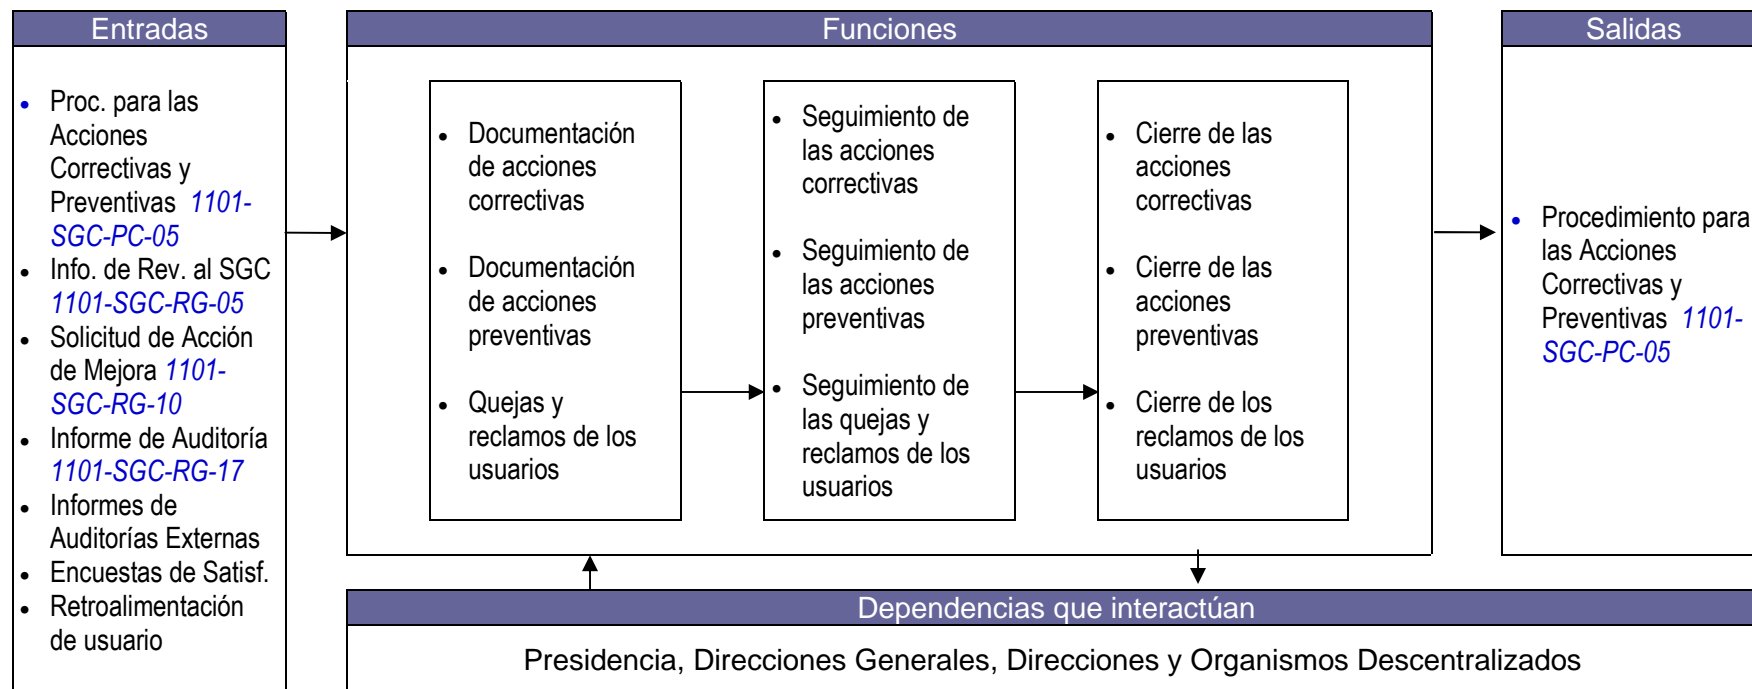 Entradas
• Proc. para las
Acciones
Correctivas y
Preventivas 1101-
SGC-PC-05
• Info. de Rev. al SGC
1101-SGC-RG-05
• Solicitud de Acción
de Mejora 1101-
SGC-RG-10
• Informe de Auditoría
1101-SGC-RG-17
• Informes de
Auditorías Externas
• Encuestas de Satisf.
• Retroalimentación
de usuario
Funciones
• Documentación
de acciones
correctivas
• Documentación
de acciones
preventivas
• Quejas y
reclamos de los
usuarios
• Seguimiento de
las acciones
correctivas
• Seguimiento de
las acciones
preventivas
• Seguimiento de
las quejas y
reclamos de los
usuarios
• Cierre de las
acciones
correctivas
• Cierre de las
acciones
preventivas
• Cierre de los
reclamos de los
usuarios
Salidas
• Procedimiento para
las Acciones
Correctivas y
Preventivas 1101-
SGC-PC-05
Dependencias que interactúan
Presidencia, Direcciones Generales, Direcciones y Organismos Descentralizados